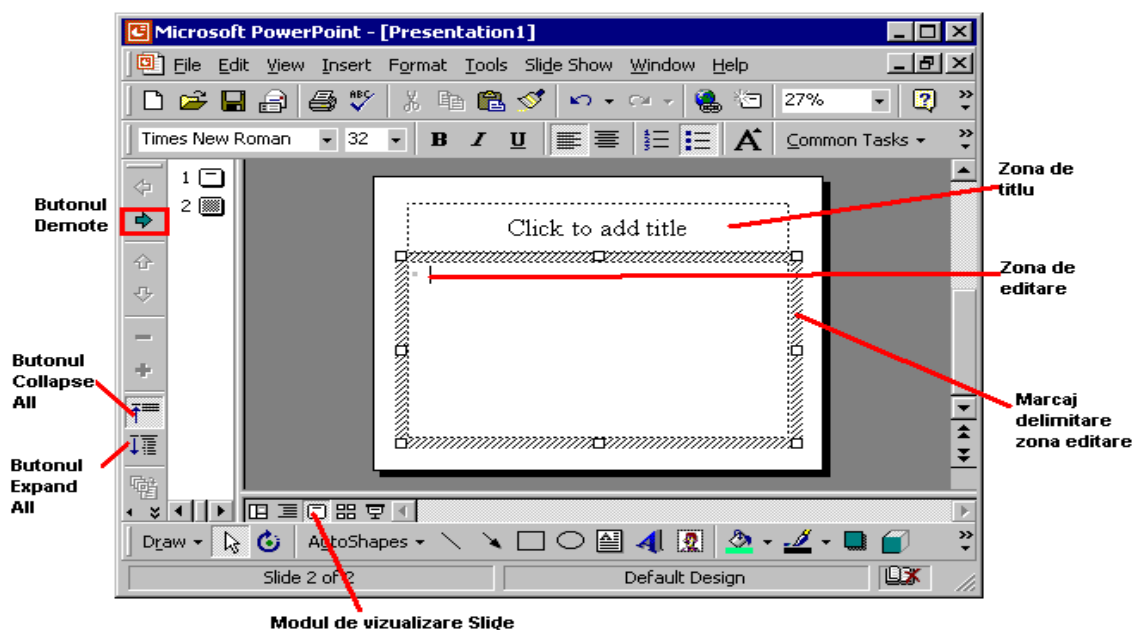 Microsoft PowerPoint - [Presentation1]
File Edit View Insert Format Tools Slide Show Window Help
ABC
27%
Times New Roman 32 B I U A Common Tasks
1
2
Click to add title
Zona de
titlu
Butonul
Demote
Zona de
editare
Butonul
Collapse
All
Marcaj
delimitare
zona editare
Butonul
Expand
All
Draw AutoShapes
Slide 2 of 2 Default Design
Modul de vizualizare Slide